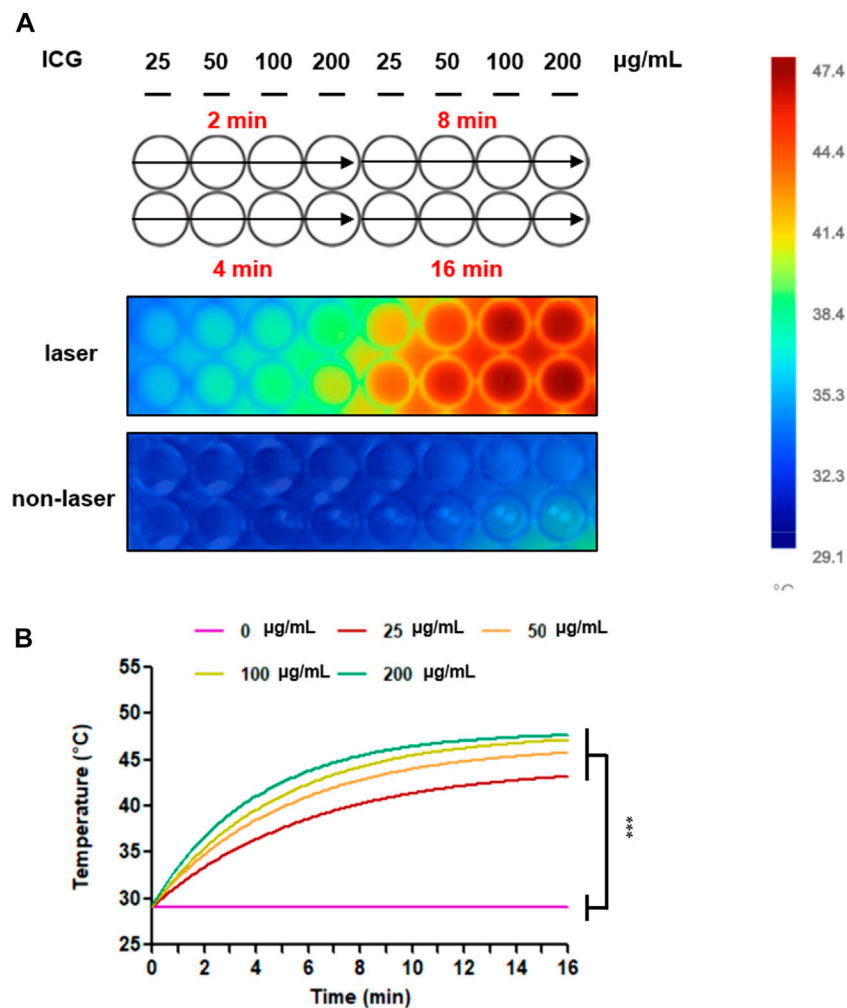 A
ICG 25 50 100 200 25 50 100 200 µg/mL
2 min 8 min
4 min 16 min
laser
non-laser
47.4
44.4
41.4
38.4
35.3
32.3
29.1
°C
B
0 µg/mL 25 µg/mL 50 µg/mL
100 µg/mL 200 µg/mL
Temperature (°C)
55
50
45
40
35
30
25
0 2 4 6 8 10 12 14 16
Time (min)
***